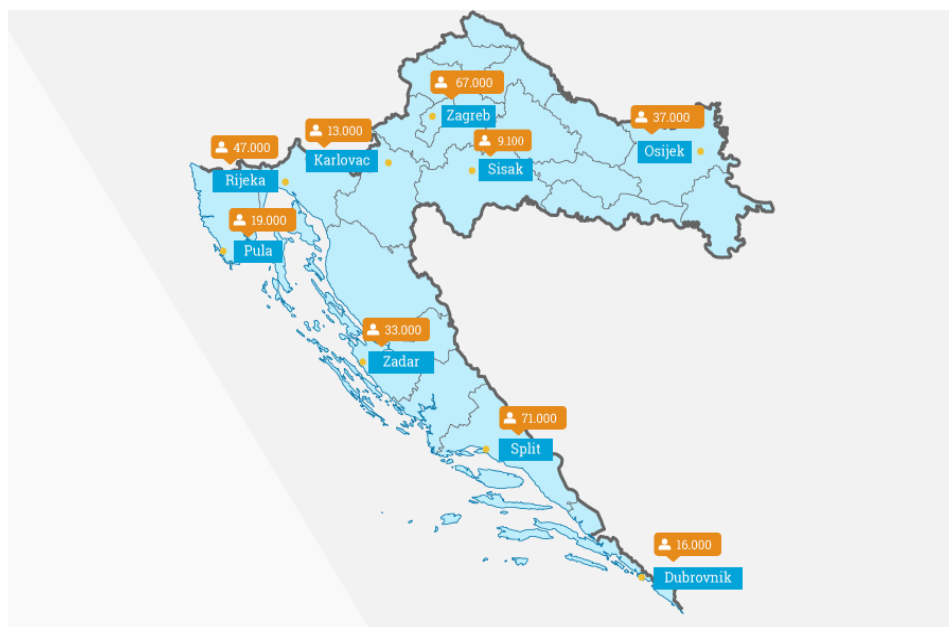 67.000
Zagreb
37.000
Osijek
13.000
Karlovac
9.100
Sisak
47.000
Rijeka
19.000
Pula
33.000
Zadar
71.000
Split
16.000
Dubrovnik